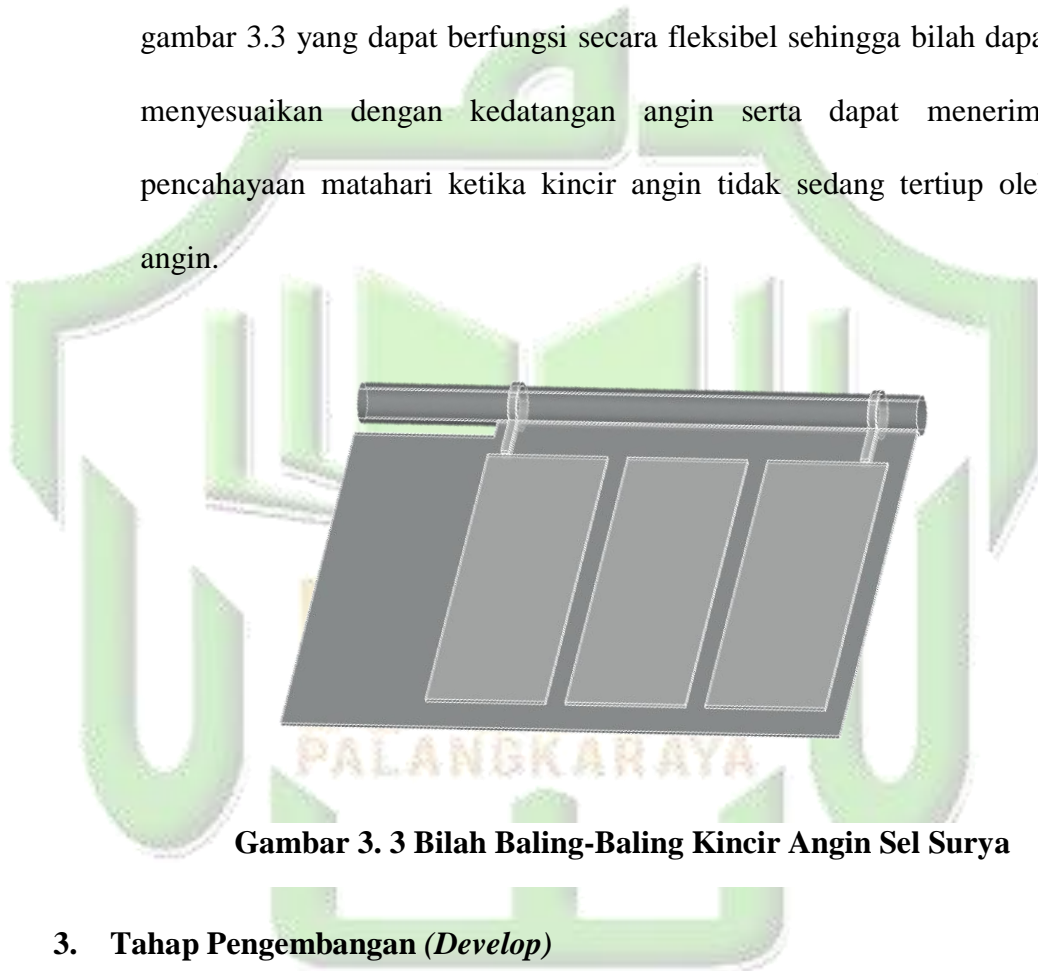 gambar 3.3 yang dapat berfungsi secara fleksibel sehingga bilah dapa
menyesuaikan dengan kedatangan angin serta dapat menerim
pencahayaan matahari ketika kincir angin tidak sedang tertiup ole
angin.
PALANGKARAYA
Gambar 3. 3 Bilah Baling-Baling Kincir Angin Sel Surya
3. Tahap Pengembangan (Develop)